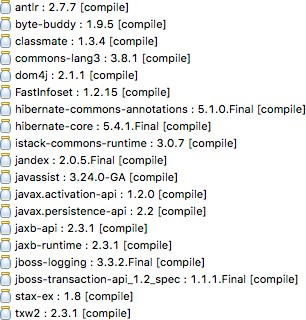 antlr : 2.7.7 [compile]
byte-buddy : 1.9.5 [compile]
classmate : 1.3.4 [compile]
commons-lang3 : 3.8.1 [compile]
dom4j : 2.1.1 [compile]
FastInfoset : 1.2.15 [compile]
hibernate-commons-annotations : 5.1.0.Final [compile]
hibernate-core : 5.4.1.Final [compile]
istack-commons-runtime : 3.0.7 [compile]
jandex : 2.0.5.Final [compile]
javassist : 3.24.0-GA [compile]
javax.activation-api : 1.2.0 [compile]
javax.persistence-api : 2.2 [compile]
jaxb-api : 2.3.1 [compile]
jaxb-runtime : 2.3.1 [compile]
jboss-logging : 3.3.2.Final [compile]
jboss-transaction-api_1.2_spec : 1.1.1.Final [compile]
stax-ex : 1.8 [compile]
txw2 : 2.3.1 [compile]